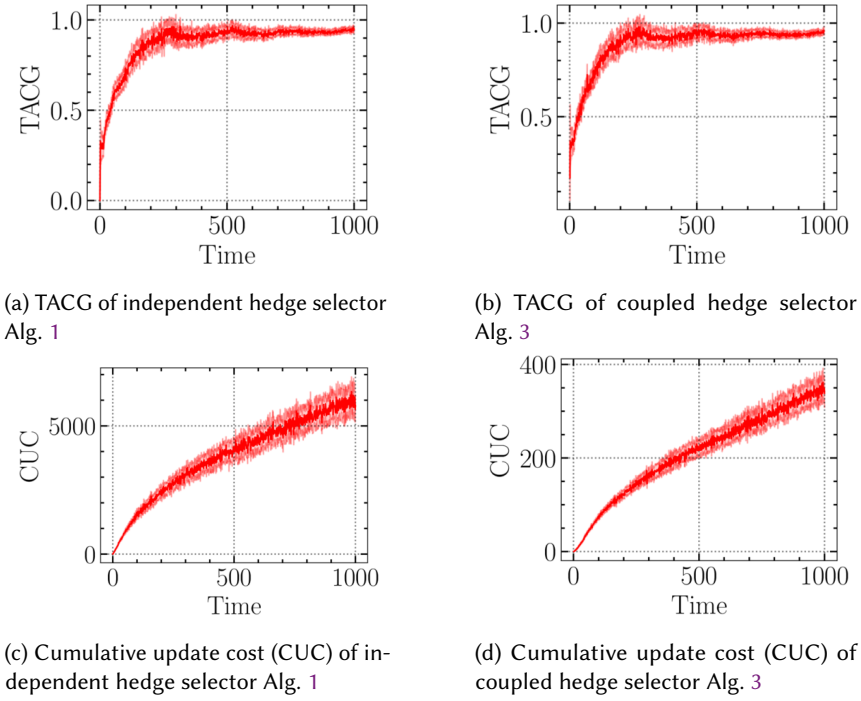 1.0
0.5
0.0
TACG
0
500
1000
Time
(a) TACG of independent hedge selector
Alg. 1
1.0
0.5
TACG
0
500
1000
Time
(b) TACG of coupled hedge selector
Alg. 3
5000
0
CUC
0
500
1000
Time
(c) Cumulative update cost (CUC) of in-
dependent hedge selector Alg. 1
400
200
0
CUC
0
500
1000
Time
(d) Cumulative update cost (CUC) of
coupled hedge selector Alg. 3